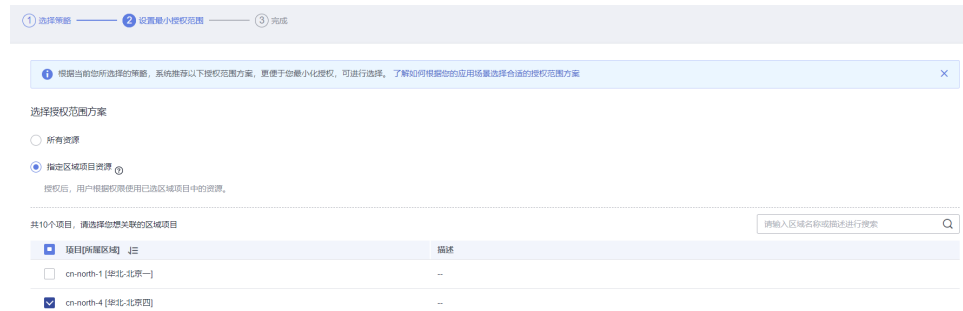 1 选择策略 2 设置最小授权范围 3 完成
根据当前您所选择的策略，系统推荐以下授权范围方案，更便于您最小化授权，可进行选择。 了解如何根据您的应用场景选择合适的授权范围方案
选择授权范围方案
所有资源
指定区域项目资源
授权后，用户根据权限使用已选区域项目中的资源。
共10个项目，请选择您想关联的区域项目 请输入区域名称或描述进行搜索
项目[所属区域] 描述
cn-north-1 [华北-北京一] --
cn-north-4 [华北-北京四] --